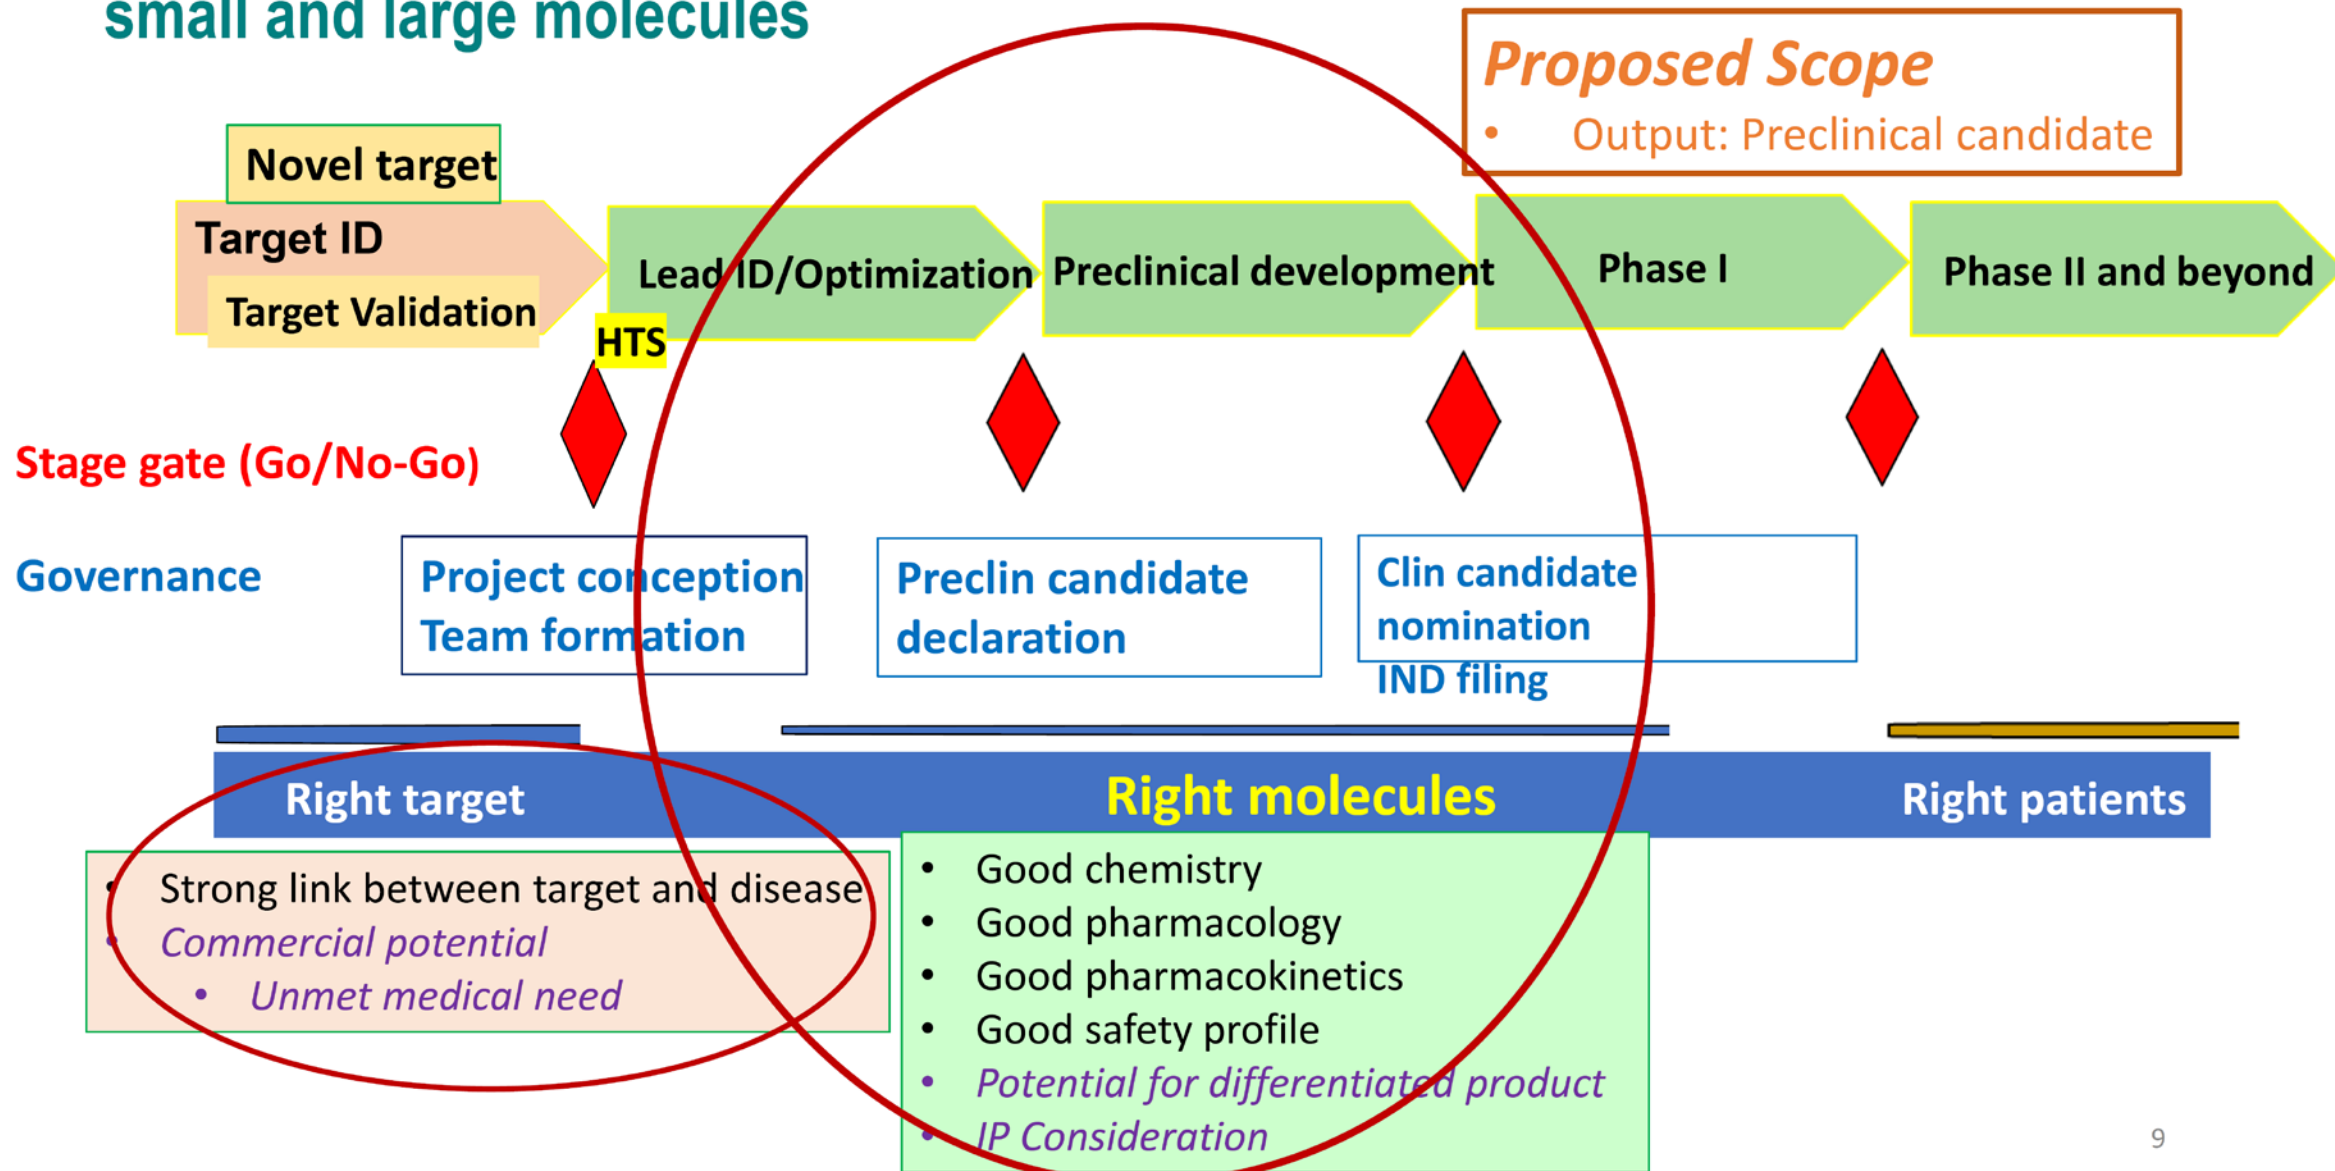 small and large molecules
Proposed Scope
• Output: Preclinical candidate
Novel target
Target ID
Target Validation
Lead ID/Optimization
Preclinical development
Phase I
Phase II and beyond
HTS
Stage gate (Go/No-Go)
Governance
Project conception
Team formation
Preclin candidate
declaration
Clin candidate
nomination
IND filing
Right target
Right molecules
Right patients
• Strong link between target and disease
• Commercial potential
• Unmet medical need
• Good chemistry
• Good pharmacology
• Good pharmacokinetics
• Good safety profile
• Potential for differentiated product
• IP Consideration
9